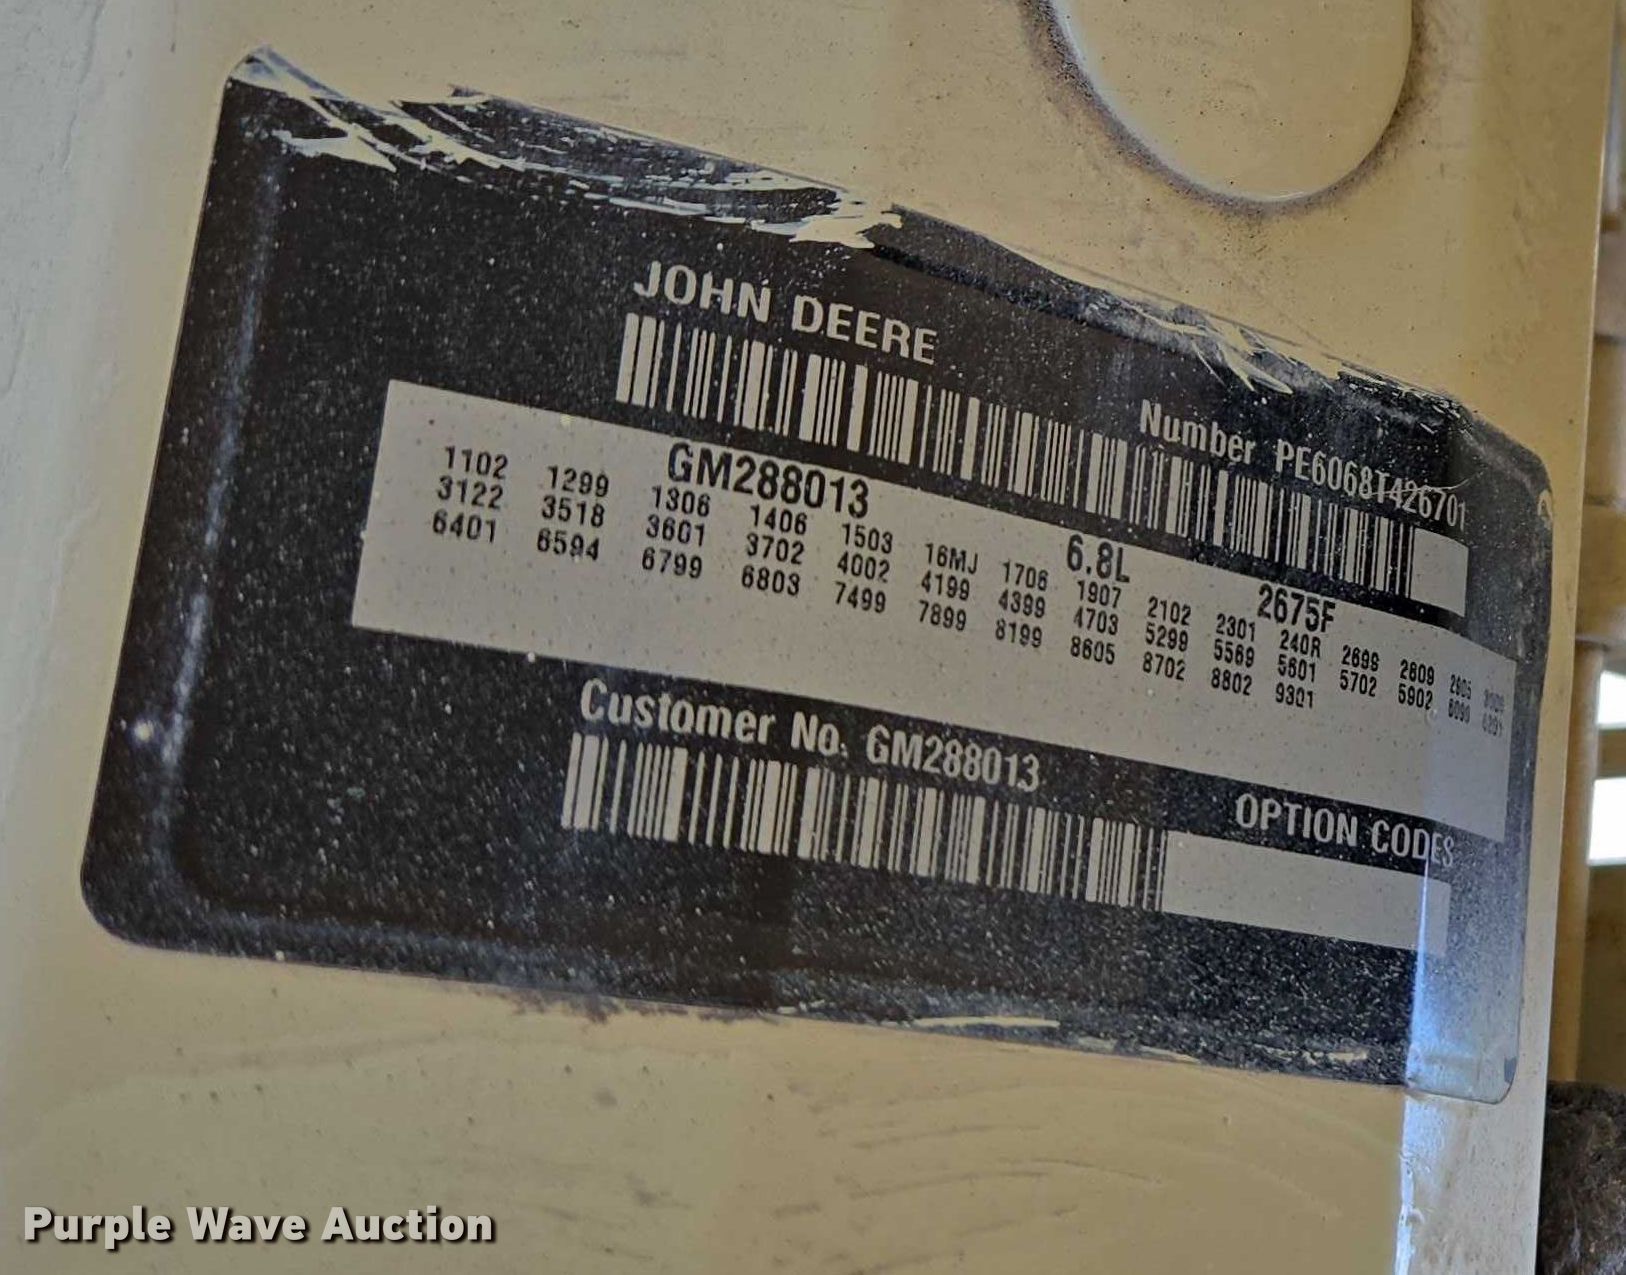 JOHN DEERE
Number PE6068T426701
GM288013 6.8L 2675F
1102 1299 1306 1406 1503 16MJ 1706 1907 2102 2301 240R 2699 2809
3122 3518 3601 3702 4002 4199 4399 4703 5299 5569 5601 5702 5902
6401 6594 6799 6803 7499 7899 8199 8605 8702 8802 9301
Customer No. GM288013
OPTION CODES
Purple Wave Auction